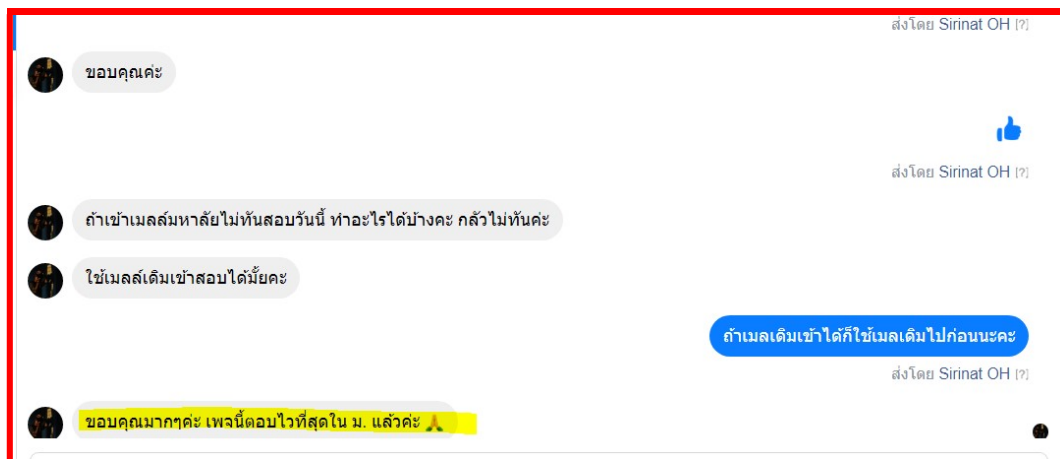 ส่งโดย Sirinat OH [?]
ขอบคุณค่ะ
ส่งโดย Sirinat OH [?]
ถ้าเข้าเมลล์มหาลัยไม่ทันสอบวันนี้ ทำอะไรได้บ้างคะ กลัวไม่ทันค่ะ
ใช้เมลล์เดิมเข้าสอบได้มั้ยคะ
ถ้าเมลเดิมเข้าได้ก็ใช้เมลเดิมไปก่อนนะคะ
ส่งโดย Sirinat OH [?]
ขอบคุณมากๆค่ะ เพจนี้ตอบไวที่สุดใน ม. แล้วค่ะ 🙏